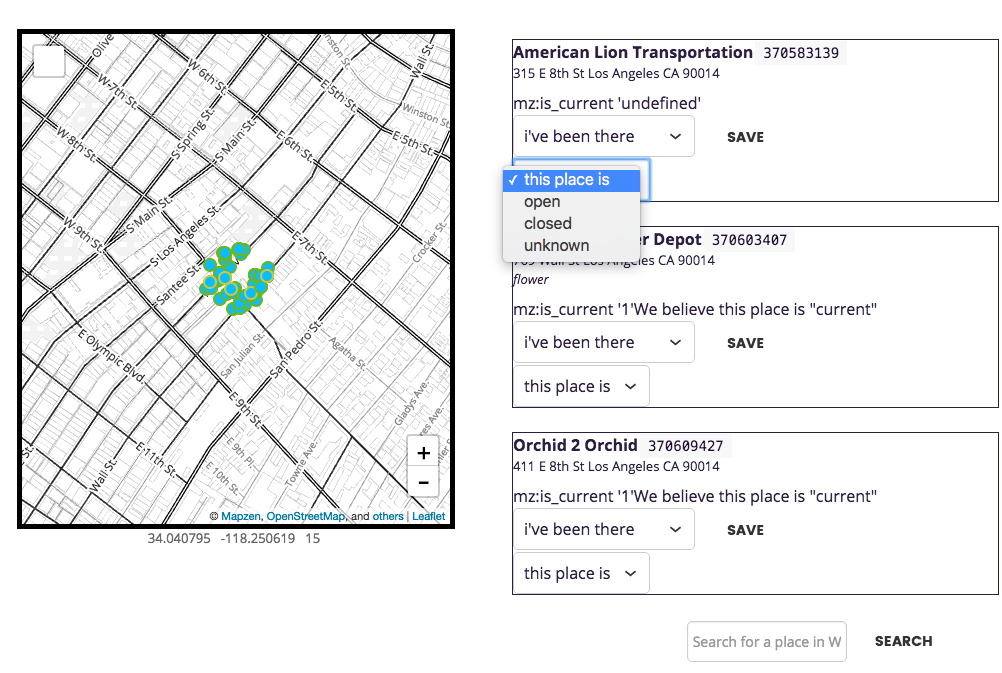 Olive
W-7th-St.
W-6th-St.
E-5th-St.
Wall-St.
Winston St.
E-5th-St.
W-8th-St.
S-Spring-St.
S-Main-St.
E-6th-St.
W-9th-St.
S-Main-St.
S-Los-Angeles-St.
Santee-St.
E-7th-St.
Crocker-St.
E-Olympic-Blvd.
San-Julian-St.
San-Pedro-St.
Agatha-St.
Gladys-Ave.
E-9th-St.
E-11th-St.
Wall-St.
E-9th-Pl.
E-10th-St.
Towne-Ave.
+
−
© Mapzen, OpenStreetMap, and others | Leaflet
34.040795 -118.250619 15
American Lion Transportation 370583139
315 E 8th St Los Angeles CA 90014
mz:is_current 'undefined'
i've been there SAVE
✓ this place is
open
closed
unknown
Depot 370603407
Wall St Los Angeles CA 90014
flower
mz:is_current '1'We believe this place is "current"
i've been there SAVE
this place is
Orchid 2 Orchid 370609427
411 E 8th St Los Angeles CA 90014
mz:is_current '1'We believe this place is "current"
i've been there SAVE
this place is
Search for a place in W SEARCH